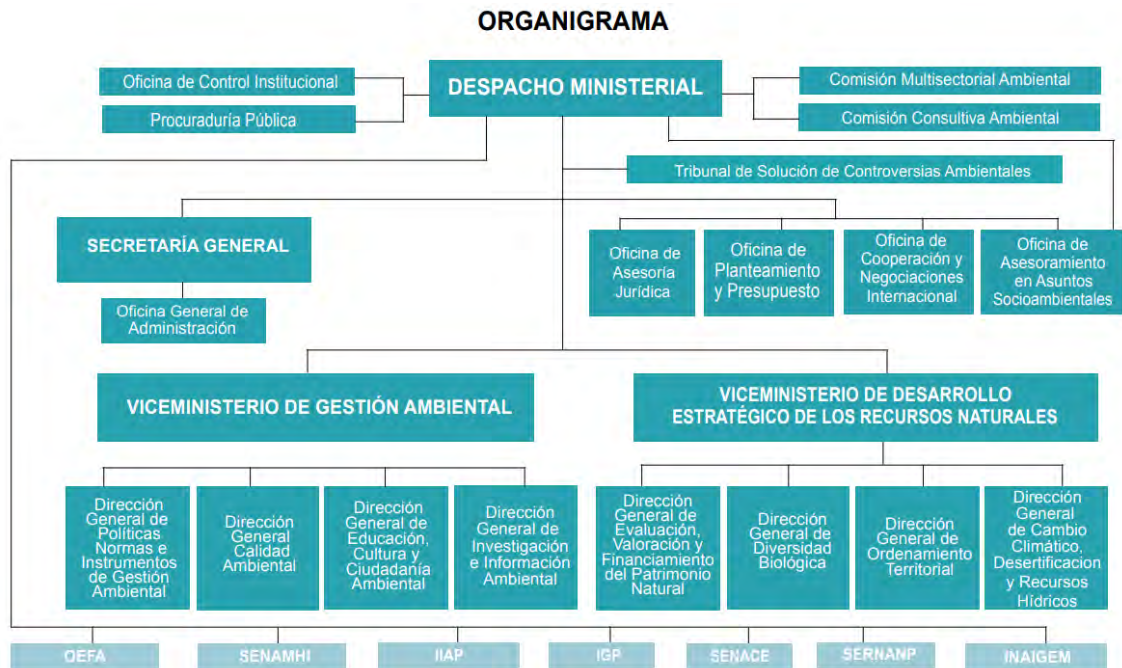 ORGANIGRAMA
Oficina de Control Institucional
Procuraduría Pública
DESPACHO MINISTERIAL
Comisión Multisectorial Ambiental
Comisión Consultiva Ambiental
Tribunal de Solución de Controversias Ambientales
SECRETARÍA GENERAL
Oficina General de
Administración
Oficina de
Asesoría
Jurídica
Oficina de
Planteamiento
y Presupuesto
Oficina de
Cooperación y
Negociaciones
Internacional
Oficina de
Asesoramiento
en Asuntos
Socioambientales
VICEMINISTERIO DE GESTIÓN AMBIENTAL
VICEMINISTERIO DE DESARROLLO
ESTRATÉGICO DE LOS RECURSOS NATURALES
Dirección
General de
Políticas
Normas e
Instrumentos
de Gestión
Ambiental
Dirección
General
Calidad
Ambiental
Dirección
General de
Educación,
Cultura y
Ciudadanía
Ambiental
Dirección
General de
Investigación
e Información
Ambiental
Dirección
General de
Evaluación,
Valoración y
Financiamiento
del Patrimonio
Natural
Dirección
General de
Diversidad
Biológica
Dirección
General de
Ordenamiento
Territorial
Dirección
General
de Cambio
Climático,
Desertificacion
y Recursos
Hídricos
OEFA
SENAMHI
IIAP
IGP
SENACE
SERNANP
INAIGEM